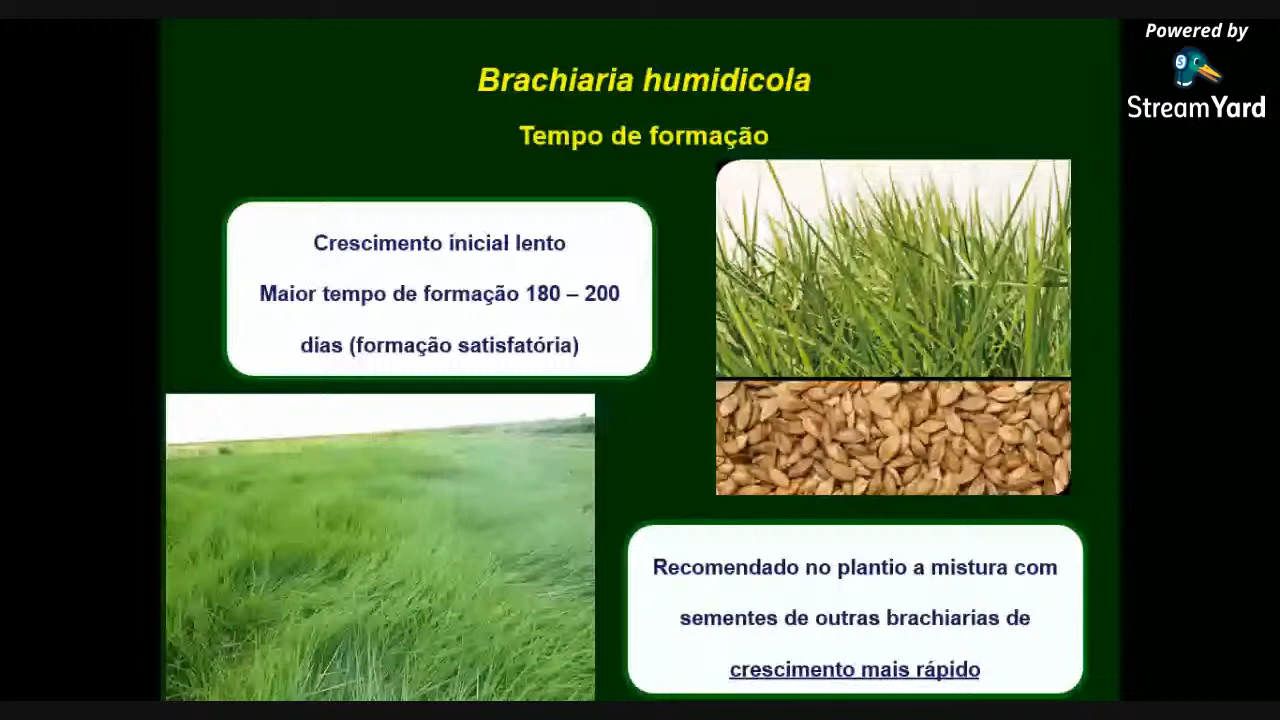 Powered by
StreamYard
Brachiaria humidicola
Tempo de formação
Crescimento inicial lento
Maior tempo de formação 180 – 200
dias (formação satisfatória)
Recomendado no plantio a mistura com
sementes de outras brachiarias de
crescimento mais rápido